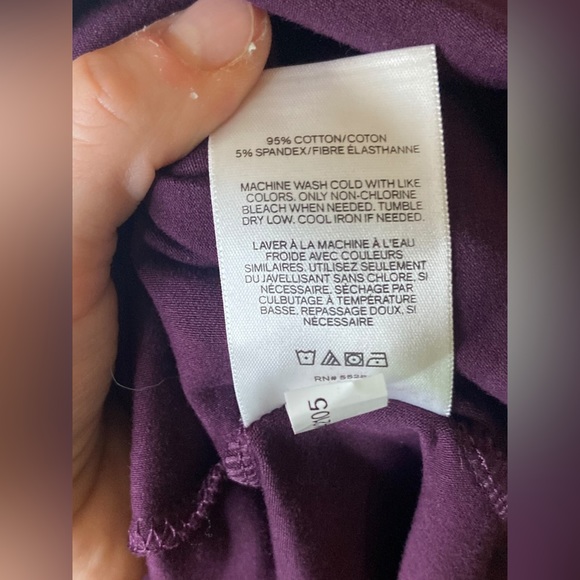 95% COTTON/COTON
5% SPANDEX/FIBRE ÉLASTHANNE
MACHINE WASH COLD WITH LIKE
COLORS. ONLY NON-CHLORINE
BLEACH WHEN NEEDED. TUMBLE
DRY LOW. COOL IRON IF NEEDED.
LAVER À LA MACHINE À L'EAU
FROIDE AVEC COULEURS
SIMILAIRES. UTILISEZ SEULEMENT
DU JAVELLISANT SANS CHLORE, SI
NÉCESSAIRE. SÉCHAGE PAR
CULBUTAGE À TEMPÉRATURE
BASSE, REPASSAGE DOUX, SI
NÉCESSAIRE
RN#